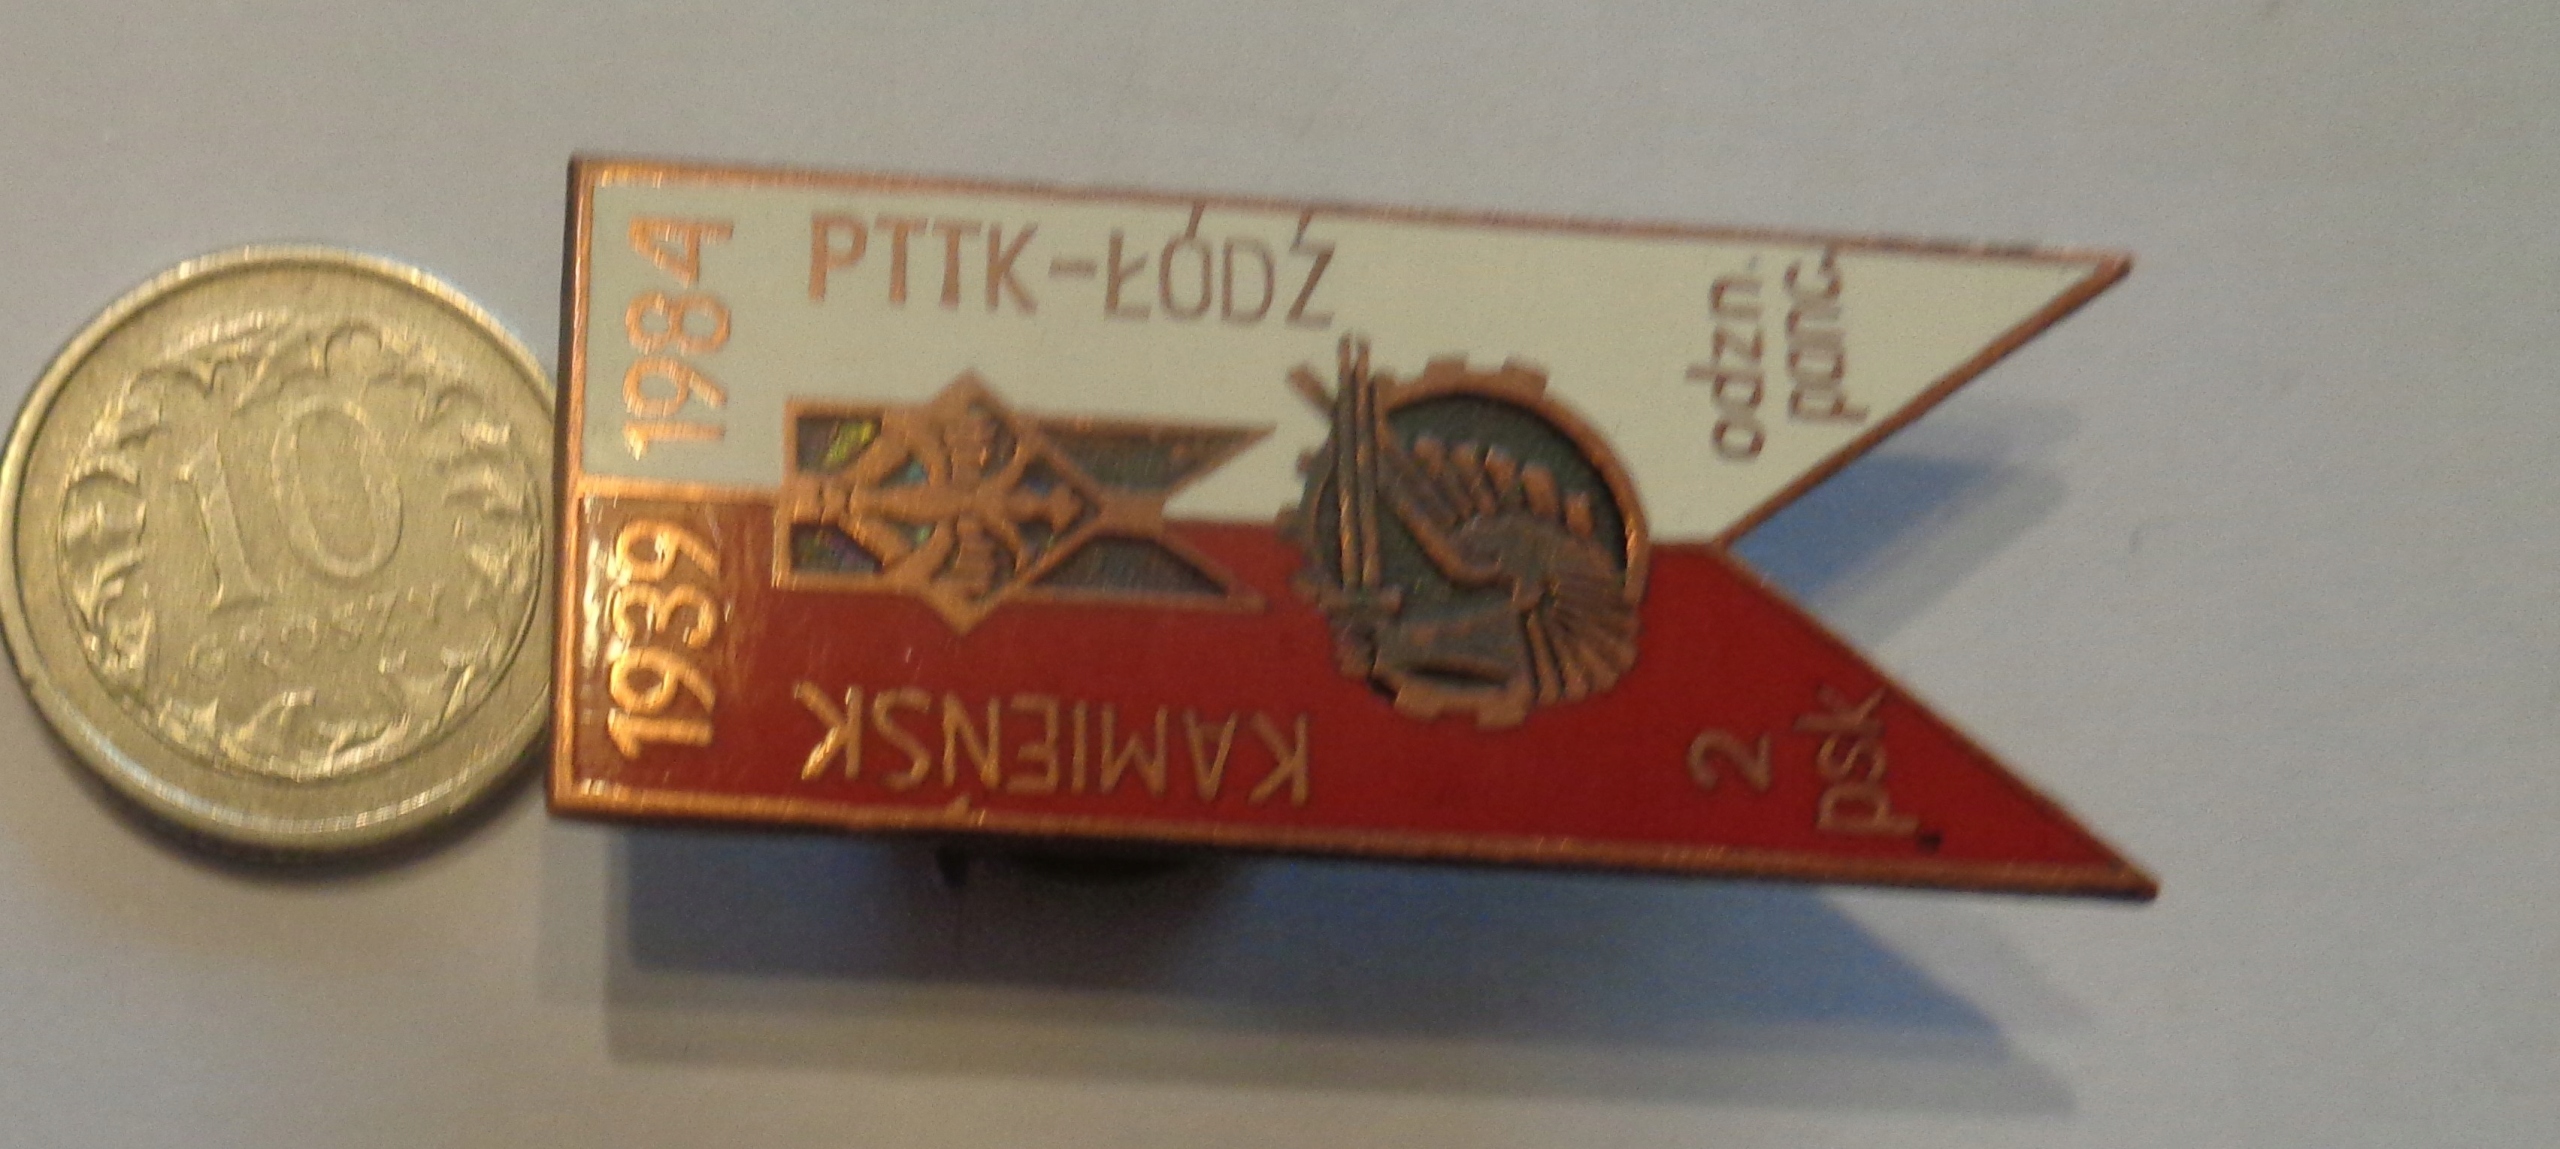 10
1939 1984
PTTK-ŁÓDŹ
KAMIEŃSK
2
psk.
odzn.
panc.